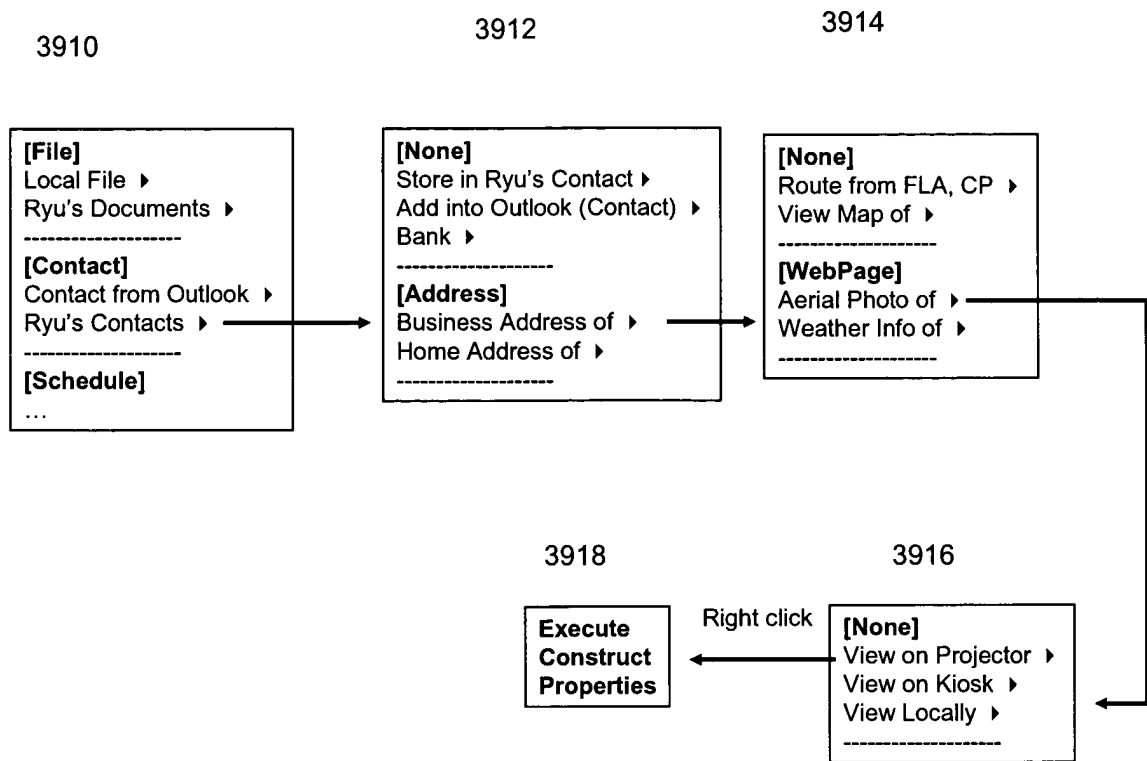 3910
3912
3914
[File]
Local File ▸
Ryu's Documents ▸
--------------------
[Contact]
Contact from Outlook ▸
Ryu's Contacts ▸
--------------------
[Schedule]
…
[None]
Store in Ryu's Contact ▸
Add into Outlook (Contact) ▸
Bank ▸
--------------------
[Address]
Business Address of ▸
Home Address of ▸
--------------------
[None]
Route from FLA, CP ▸
View Map of ▸
--------------------
[WebPage]
Aerial Photo of ▸
Weather Info of ▸
--------------------
3918
3916
Execute
Construct
Properties
Right click
[None]
View on Projector ▸
View on Kiosk ▸
View Locally ▸
--------------------